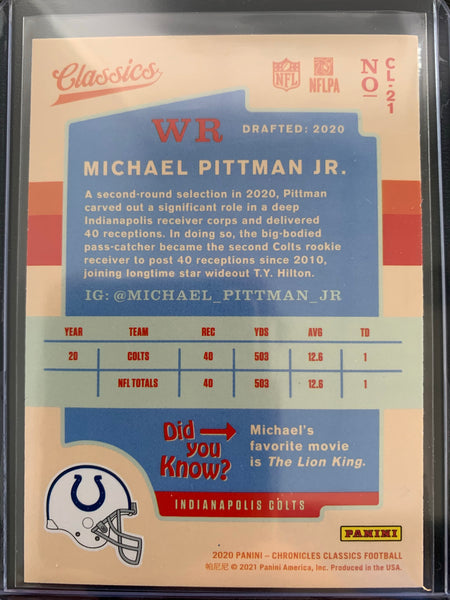 Classics
NFL
NFLPA
NO CL-21
WR DRAFTED: 2020
MICHAEL PITTMAN JR.
A second-round selection in 2020, Pittman
carved out a significant role in a deep
Indianapolis receiver corps and delivered
40 receptions. In doing so, the big-bodied
pass-catcher became the second Colts rookie
receiver to post 40 receptions since 2010,
joining longtime star wideout T.Y. Hilton.
IG: @MICHAEL_PITTMAN_JR
YEAR TEAM REC YDS AVG TD
20 COLTS 40 503 12.6 1
NFL TOTALS 40 503 12.6 1
Did you Know?
Michael's
favorite movie
is The Lion King.
INDIANAPOLIS COLTS
PANINI
2020 PANINI – CHRONICLES CLASSICS FOOTBALL
帕尼尼 © 2021 Panini America, Inc. Produced in the USA.